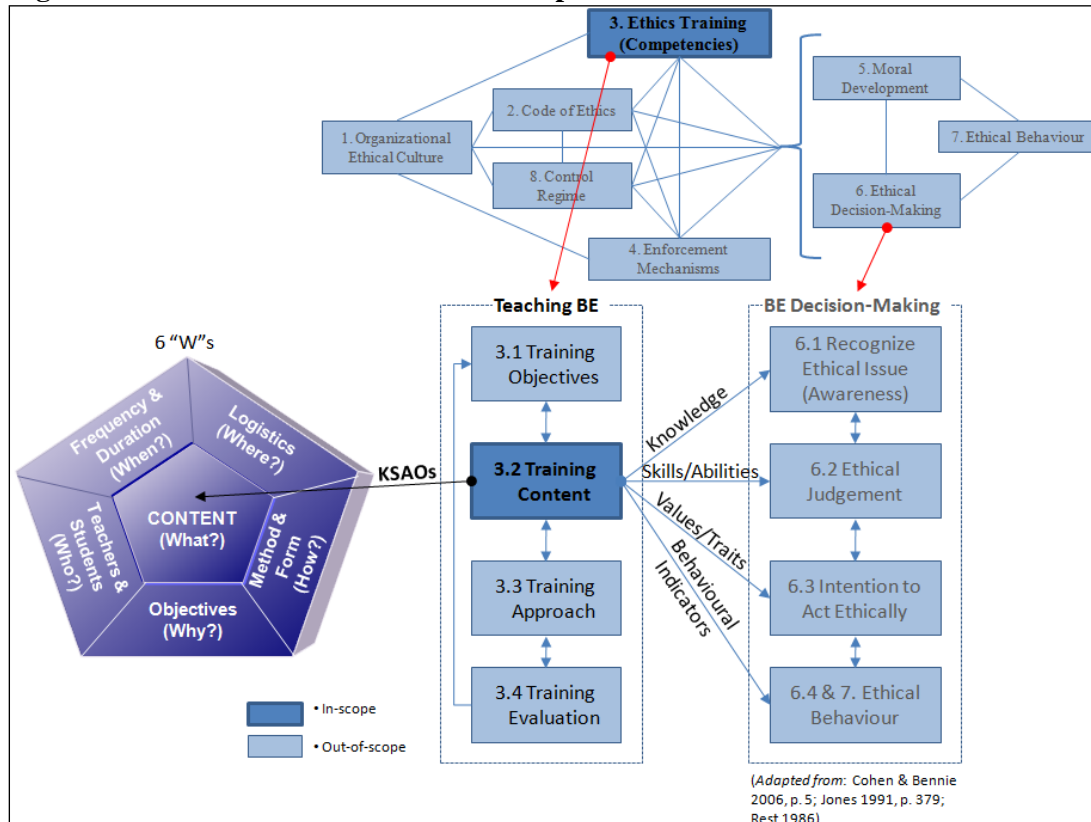 3. Ethics Training
(Competencies)
5. Moral
Development
2. Code of Ethics
1. Organizational
Ethical Culture
7. Ethical Behaviour
8. Control
Regime
6. Ethical
Decision-Making
4. Enforcement
Mechanisms
Teaching BE
BE Decision-Making
6 “W”s
3.1 Training
Objectives
6.1 Recognize
Ethical Issue
(Awareness)
Frequency &
Duration
(When?)
Logistics
(Where?)
Knowledge
KSAOs
3.2 Training
Content
Skills/Abilities
6.2 Ethical
Judgement
CONTENT
(What?)
Teachers &
Students
(Who?)
Method &
Form
(How?)
Values/Traits
Behavioural
Indicators
3.3 Training
Approach
6.3 Intention to
Act Ethically
Objectives
(Why?)
3.4 Training
Evaluation
6.4 & 7. Ethical
Behaviour
• In-scope
• Out-of-scope
(Adapted from: Cohen & Bennie
2006, p. 5; Jones 1991, p. 379;
Rest 1986)